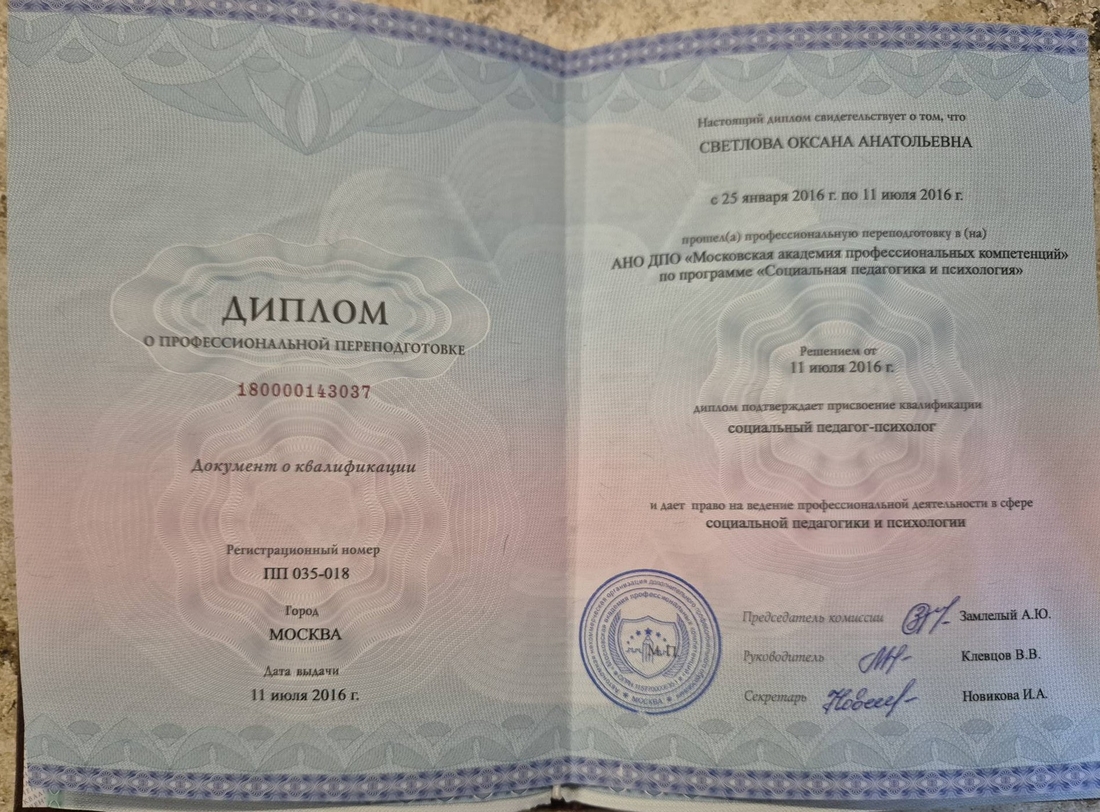 ДИПЛОМ
О ПРОФЕССИОНАЛЬНОЙ ПЕРЕПОДГОТОВКЕ
180000143037
Документ о квалификации
Регистрационный номер
ПП 035-018
Город
МОСКВА
Дата выдачи
11 июля 2016 г.
Настоящий диплом свидетельствует о том, что
СВЕТЛОВА ОКСАНА АНАТОЛЬЕВНА
с 25 января 2016 г. по 11 июля 2016 г.
прошел(а) профессиональную переподготовку в (на)
АНО ДПО «Московская академия профессиональных компетенций»
по программе «Социальная педагогика и психология»
Решением от
11 июля 2016 г.
диплом подтверждает присвоение квалификации
социальный педагог-психолог
и дает право на ведение профессиональной деятельности в сфере
социальной педагогики и психологии
Председатель комиссии Замлелый А.Ю.
Руководитель Клевцов В.В.
Секретарь Новикова И.А.
М.П.
МОСКВА